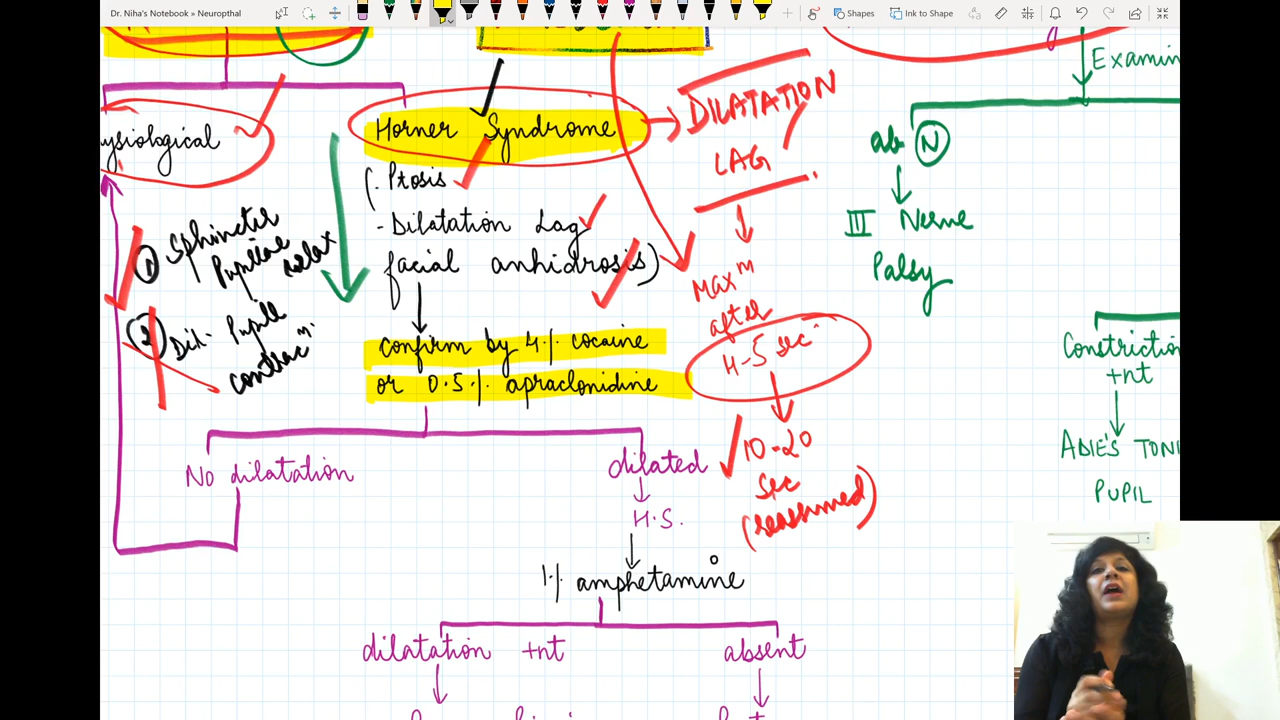 Dr. Niha's Notebook » Neuropthal
Shapes
Ink to Shape
Examin
ysiological
Horner Syndrome
DILATATION
LAG
ab N
(. Ptosis
- Dilatation Lag
facial anhidrosis)
III Nerve
Palsy
① Sphincter
Pupillae
relax
② Dil. Pupill
contrac m.
Max m
after
4-5 sec
confirm by 4% cocaine
or 0.5% apraclonidine
Constriction
+nt
No dilatation
dilated
10-20
Sec
(reassumed)
ADIE'S TONI
PUPIL
H.S.
1% amphetamine
dilatation +nt
absent